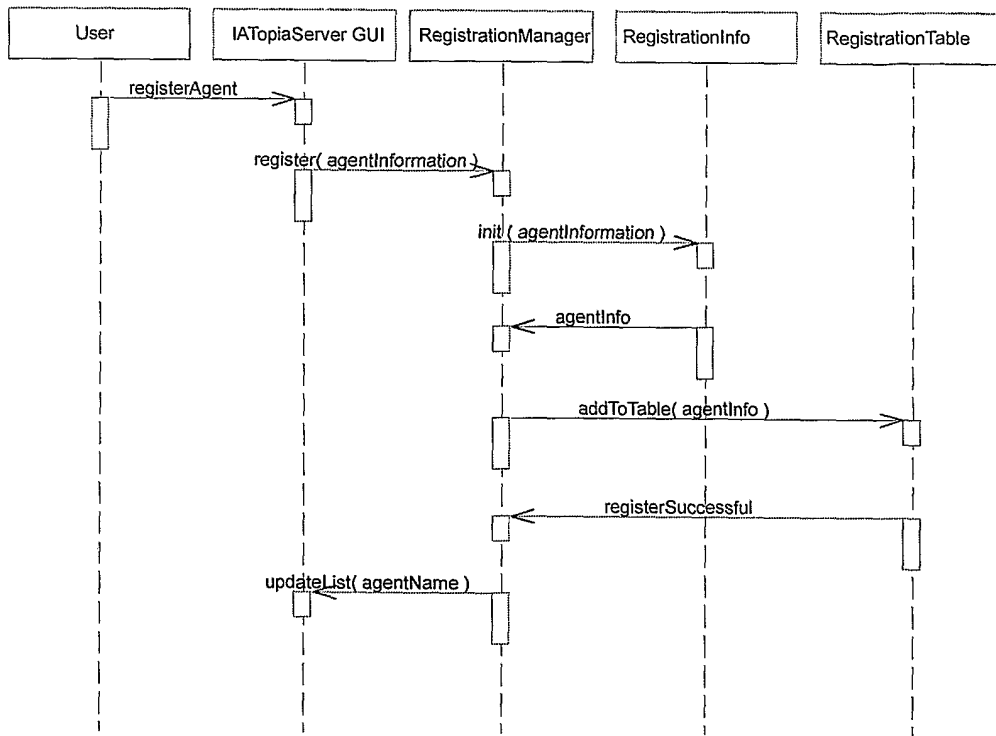 User
IATopiaServer GUI
RegistrationManager
RegistrationInfo
RegistrationTable
registerAgent
register( agentInformation )
init ( agentInformation )
agentInfo
addToTable( agentInfo )
registerSuccessful
updateList( agentName )